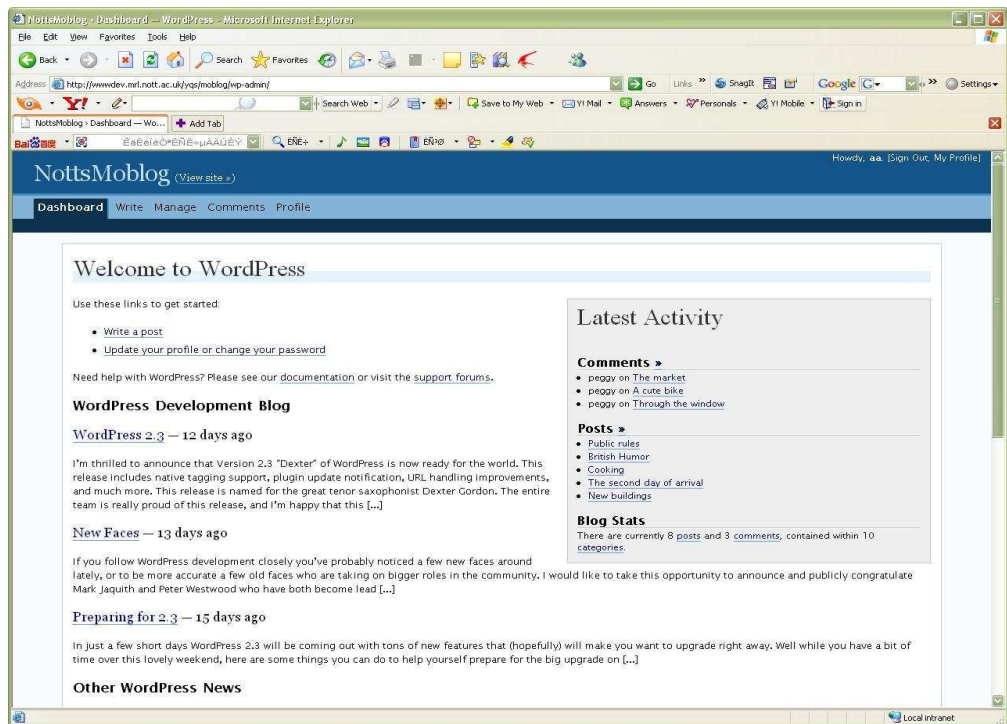 NottsMoblog › Dashboard — WordPress - Microsoft Internet Explorer
File Edit View Favorites Tools Help
Back Search Favorites
Address http://wwwdev.mrl.nott.ac.uk/yqs/moblog/wp-admin/ Go Links » SnagIt Google G » Settings
Y! Search Web Save to My Web Y! Mail Answers Personals Y! Mobile Sign in
NottsMoblog › Dashboard — Wo... Add Tab
Bai 百度
Howdy, aa. [Sign Out, My Profile]
NottsMoblog (View site »)
Dashboard Write Manage Comments Profile
Welcome to WordPress
Use these links to get started:
• Write a post
• Update your profile or change your password
Need help with WordPress? Please see our documentation or visit the support forums.
WordPress Development Blog
WordPress 2.3 — 12 days ago
I'm thrilled to announce that Version 2.3 "Dexter" of WordPress is now ready for the world. This
release includes native tagging support, plugin update notification, URL handling improvements,
and much more. This release is named for the great tenor saxophonist Dexter Gordon. The entire
team is really proud of this release, and I'm happy that this [...]
New Faces — 13 days ago
If you follow WordPress development closely you've probably noticed a few new faces around
lately, or to be more accurate a few old faces who are taking on bigger roles in the community. I would like to take this opportunity to announce and publicly congratulate
Mark Jaquith and Peter Westwood who have both become lead [...]
Preparing for 2.3 — 15 days ago
In just a few short days WordPress 2.3 will be coming out with tons of new features that (hopefully) will make you want to upgrade right away. Well while you have a bit of
time over this lovely weekend, here are some things you can do to help yourself prepare for the big upgrade on [...]
Other WordPress News
Latest Activity
Comments »
• peggy on The market
• peggy on A cute bike
• peggy on Through the window
Posts »
• Public rules
• British Humor
• Cooking
• The second day of arrival
• New buildings
Blog Stats
There are currently 8 posts and 3 comments, contained within 10
categories.
Local intranet